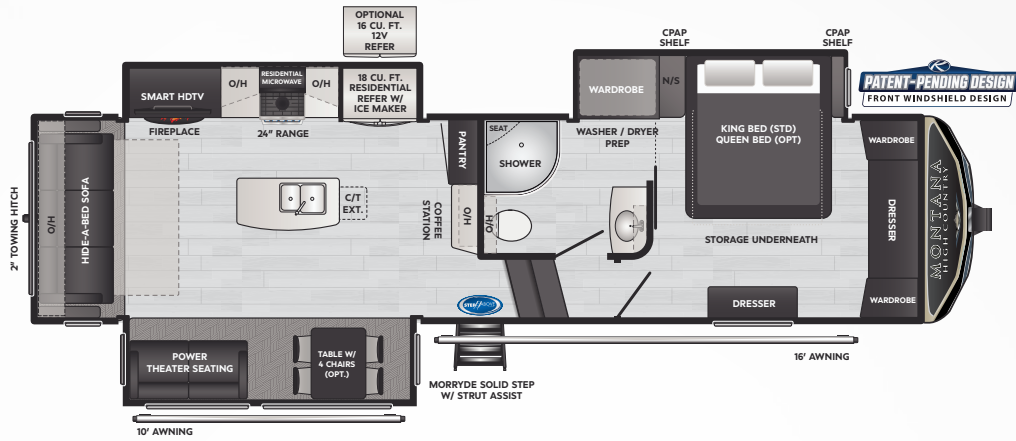 OPTIONAL
16 CU. FT.
12V
REFER
CPAP
SHELF
CPAP
SHELF
PATENT-PENDING DESIGN
FRONT WINDSHIELD DESIGN
SMART HDTV
O/H
RESIDENTIAL
MICROWAVE
O/H
18 CU. FT.
RESIDENTIAL
REFER W/
ICE MAKER
WARDROBE
N/S
FIREPLACE
24" RANGE
PANTRY
SEAT
SHOWER
WASHER / DRYER
PREP
KING BED (STD)
QUEEN BED (OPT)
WARDROBE
2" TOWING HITCH
O/H
HIDE-A-BED SOFA
C/T
EXT.
COFFEE
STATION
O/H
O/H
STORAGE UNDERNEATH
DRESSER
MONTANA
HIGH COUNTRY
STEP ABOVE
DRESSER
WARDROBE
POWER
THEATER SEATING
TABLE W/
4 CHAIRS
(OPT.)
16' AWNING
MORRYDE SOLID STEP
W/ STRUT ASSIST
10' AWNING